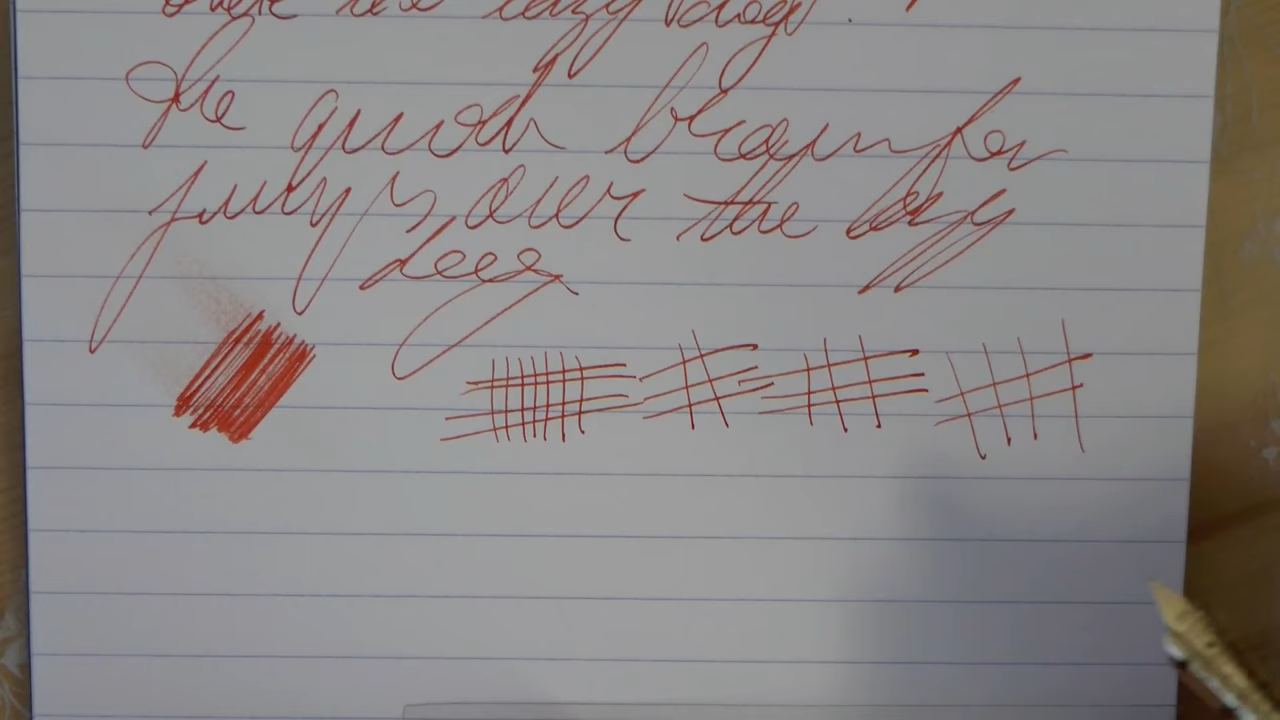 over the lazy dog.
The quick brown fox
jumps over the lazy
dog